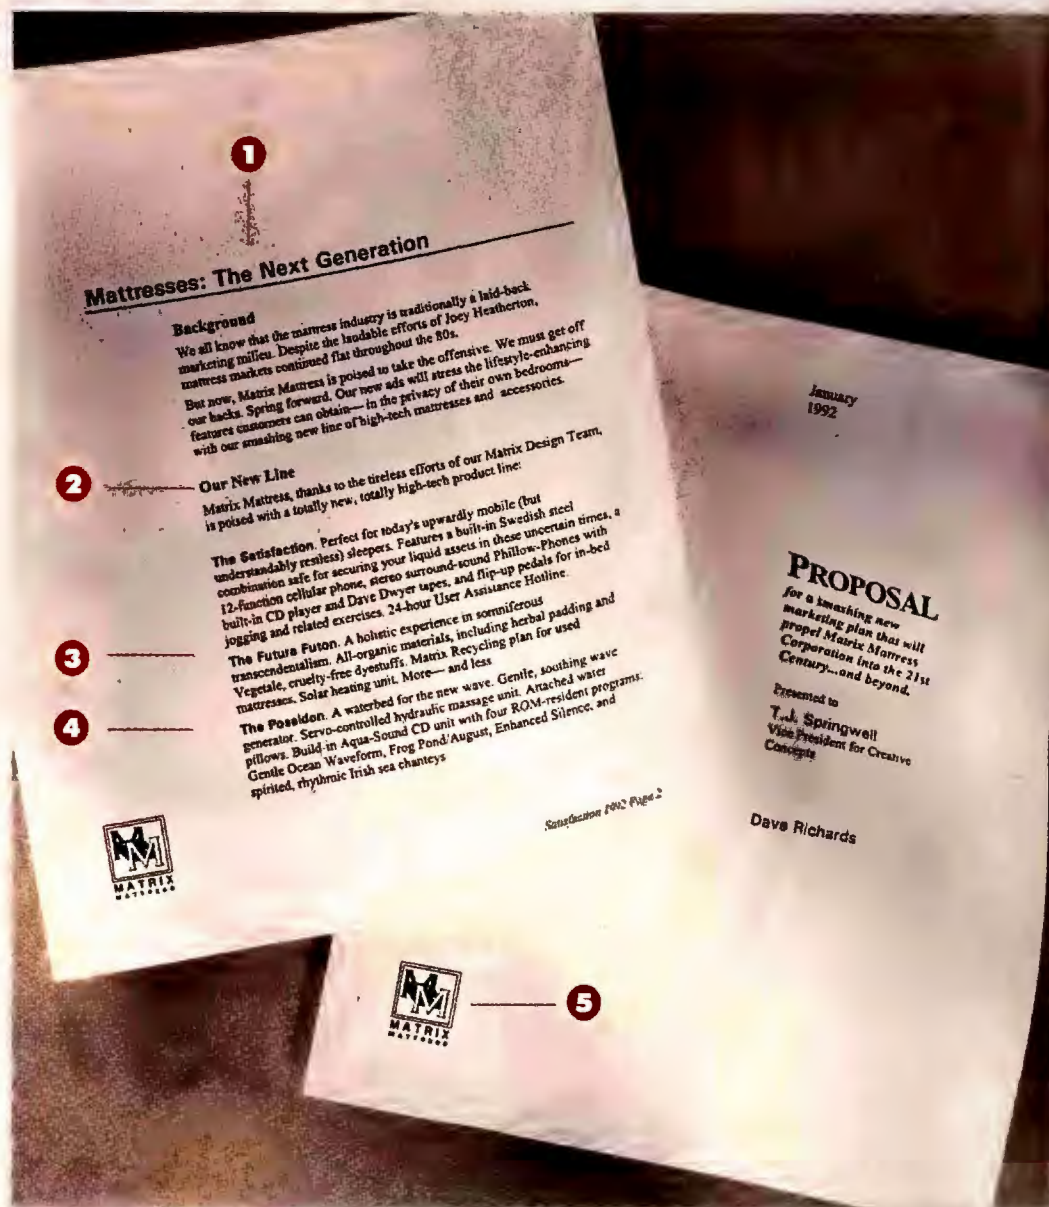 1
Mattresses: The Next Generation
Background
We all know that the mattress industry is traditionally a laid-back
marketing milieu. Despite the laudable efforts of Joey Heatherton,
mattress markets continued flat throughout the 80s.
But now, Matrix Mattress is poised to take the offensive. We must get off
our backs. Spring forward. Our new ads will stress the lifestyle-enhancing
features customers can obtain— in the privacy of their own bedrooms—
with our smashing new line of high-tech mattresses and accessories.
2
Our New Line
Matrix Mattress, thanks to the tireless efforts of our Matrix Design Team,
is poised with a totally new, totally high-tech product line:
The Satisfaction. Perfect for today's upwardly mobile (but
understandably restless) sleepers. Features a built-in Swedish steel
combination safe for securing your liquid assets in these uncertain times, a
12-function cellular phone, stereo surround-sound Phillow-Phones with
built-in CD player and Dave Dwyer tapes, and flip-up pedals for in-bed
jogging and related exercises. 24-hour User Assistance Hotline.
3
The Future Futon. A holistic experience in somniferous
transcendentalism. All-organic materials, including herbal padding and
Vegetale, cruelty-free dyestuffs. Matrix Recycling plan for used
mattresses. Solar heating unit. More— and less
4
The Poseidon. A waterbed for the new wave. Gentle, soothing wave
generator. Servo-controlled hydraulic massage unit. Attached water
pillows. Build-in Aqua-Sound CD unit with four ROM-resident programs:
Gentle Ocean Waveform, Frog Pond/August, Enhanced Silence, and
spirited, rhythmic Irish sea chanteys
Satisfaction 1992 Page 2
MM
MATRIX
MATTRESS
January
1992
PROPOSAL
for a smashing new
marketing plan that will
propel Matrix Mattress
Corporation into the 21st
Century...and beyond.
Presented to
T.J. Springwell
Vice President for Creative
Concepts
Dave Richards
MM
MATRIX
MATTRESS
5